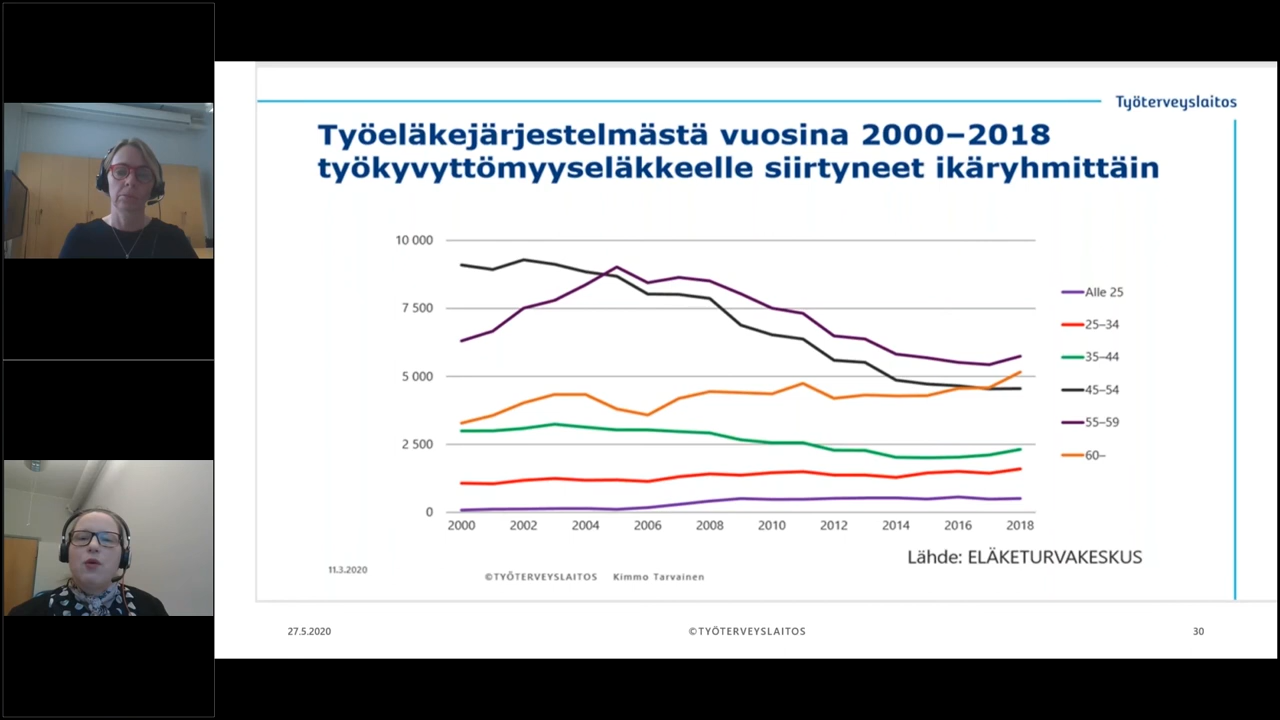 Työterveyslaitos
Työeläkejärjestelmästä vuosina 2000–2018
työkyvyttömyyseläkkeelle siirtyneet ikäryhmittäin
10 000
7 500
5 000
2 500
0
2000 2002 2004 2006 2008 2010 2012 2014 2016 2018
Alle 25
25–34
35–44
45–54
55–59
60–
Lähde: ELÄKETURVAKESKUS
11.3.2020
©TYÖTERVEYSLAITOS Kimmo Tarvainen
27.5.2020
©TYÖTERVEYSLAITOS
30